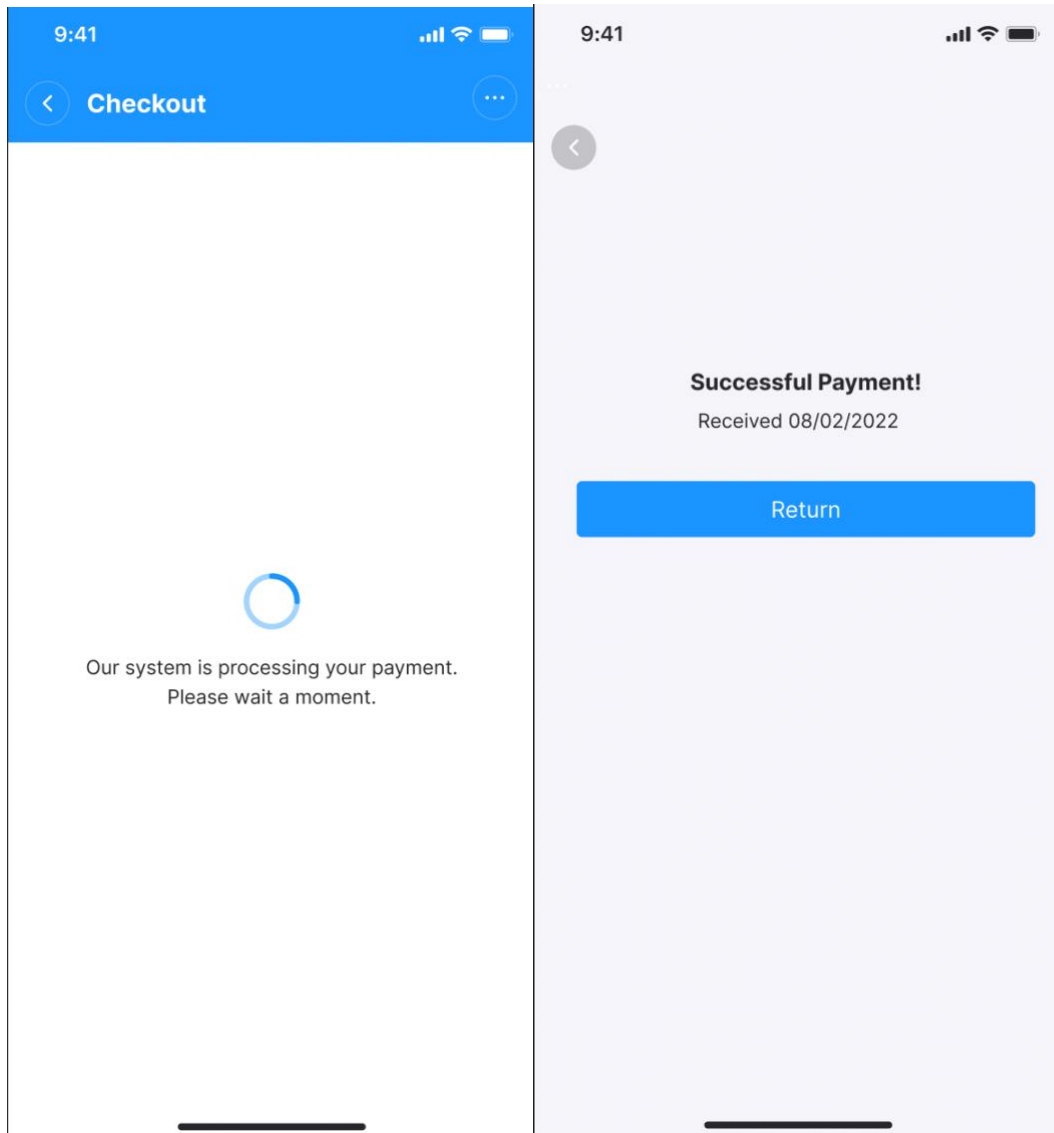 9:41
Checkout
Our system is processing your payment.
Please wait a moment.
9:41
Successful Payment!
Received 08/02/2022
Return